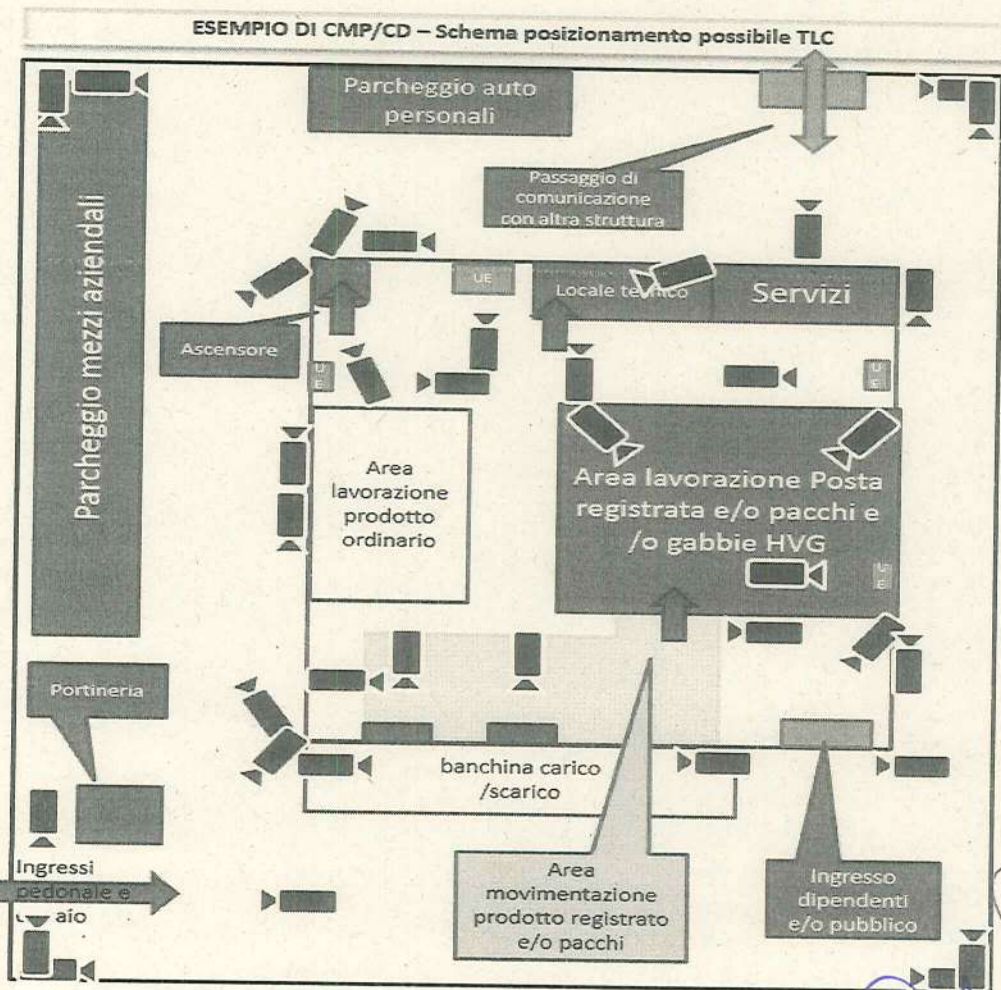 ESEMPIO DI CMP/CD – Schema posizionamento possibile TLC
Parcheggio auto
personali
Passaggio di
comunicazione
con altra struttura
Parcheggio mezzi aziendali
UE
Locale tecnico
Servizi
Ascensore
U
E
U
E
Area
lavorazione
prodotto
ordinario
Area lavorazione Posta
registrata e/o pacchi e
/o gabbie HVG
U
E
Portineria
banchina carico
/scarico
Ingressi
pedonale e
Area
movimentazione
prodotto registrato
e/o pacchi
Ingresso
dipendenti
e/o pubblico